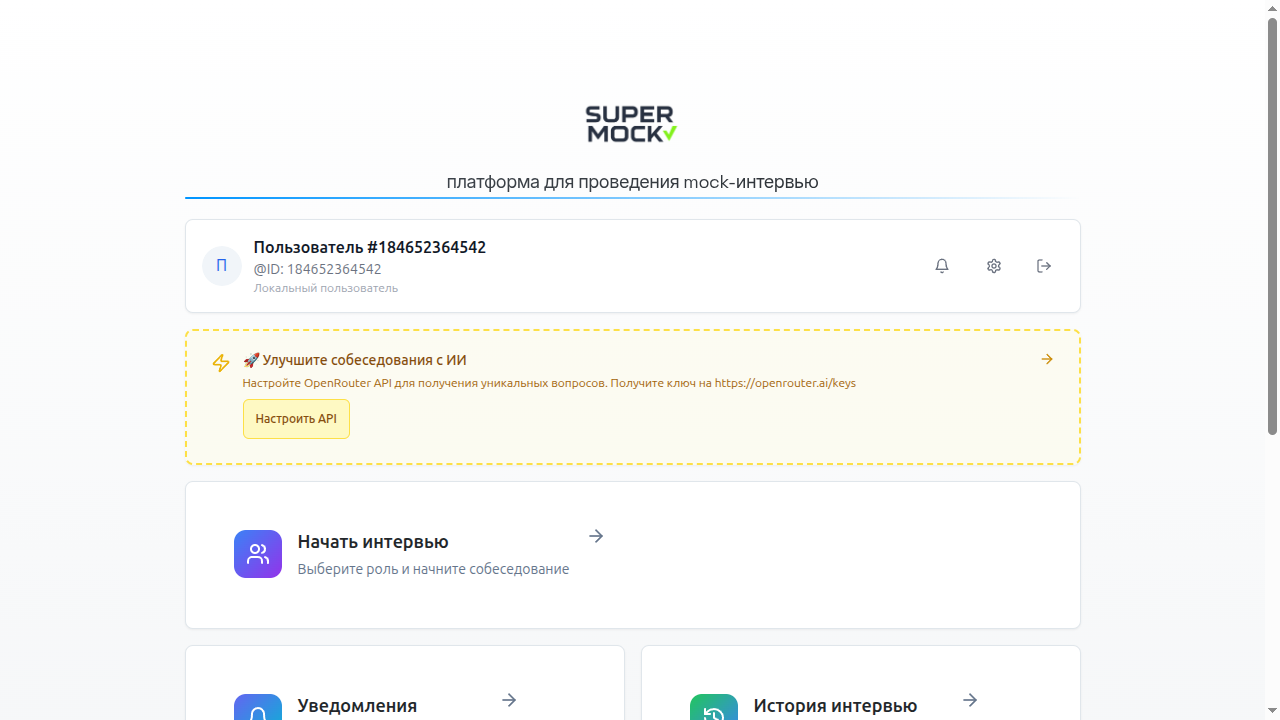 SUPER
MOCK
платформа для проведения mock-интервью
П
Пользователь #184652364542
@ID: 184652364542
Локальный пользователь
🚀 Улучшите собеседования с ИИ
Настройте OpenRouter API для получения уникальных вопросов. Получите ключ на https://openrouter.ai/keys
Настроить API
Начать интервью
Выберите роль и начните собеседование
Уведомления
История интервью